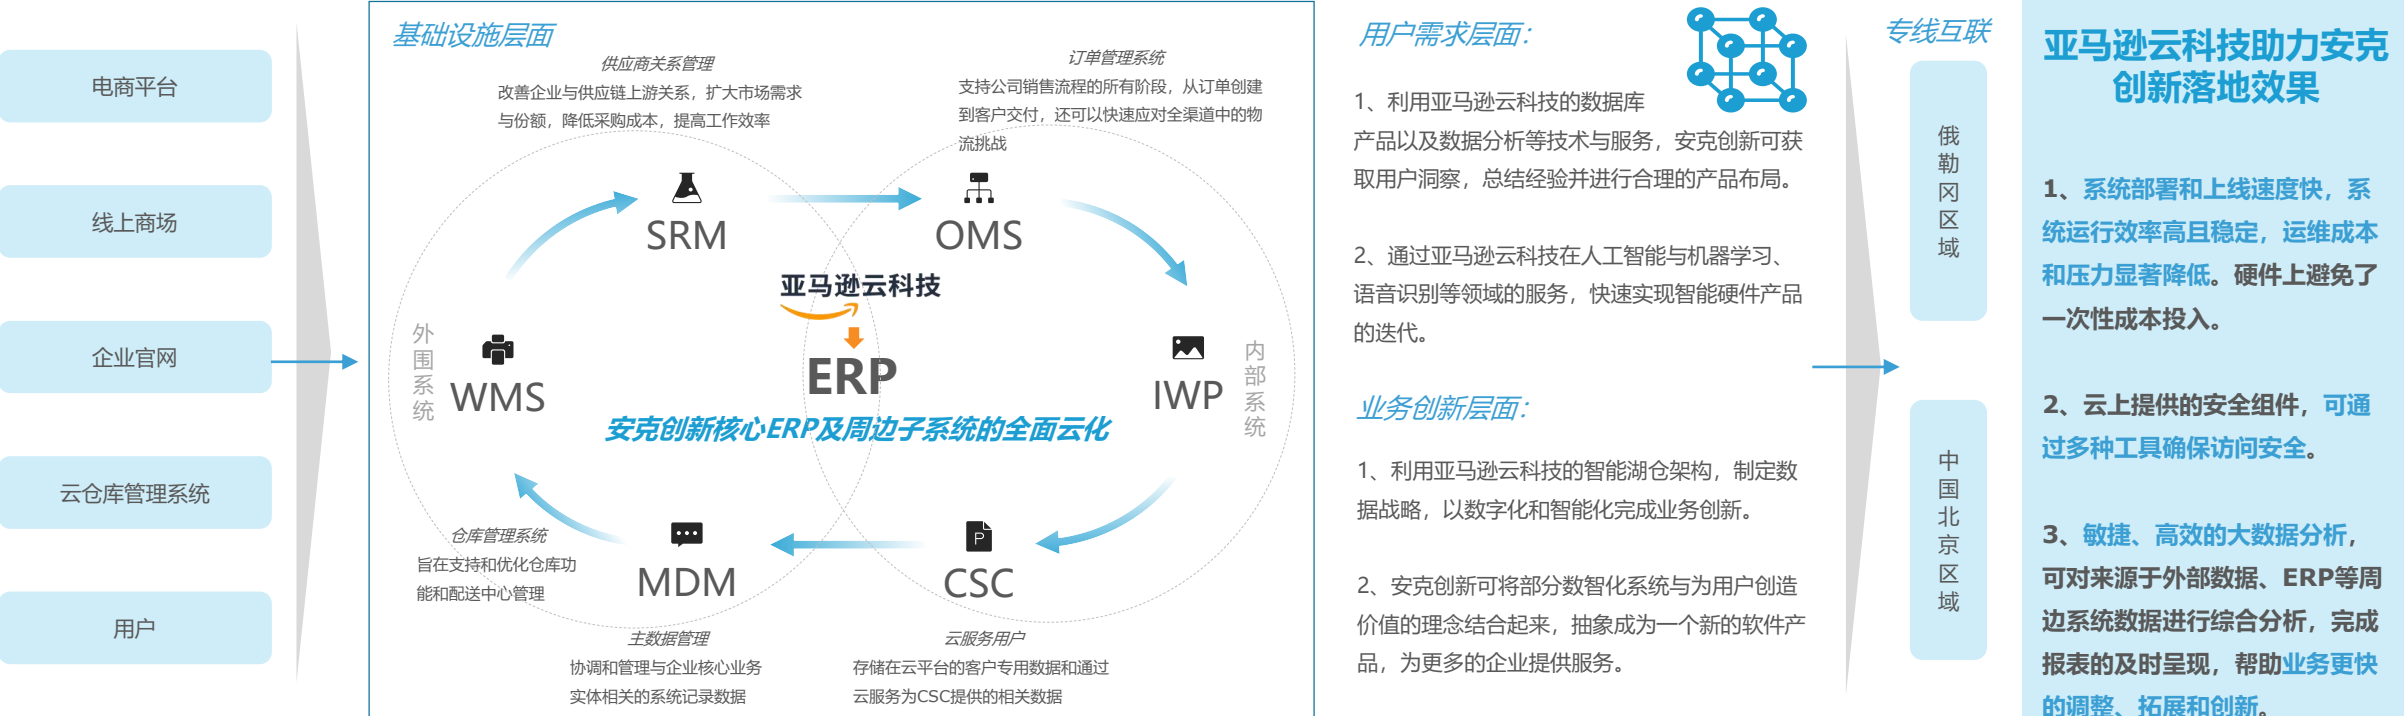 电商平台
线上商场
企业官网
云仓库管理系统
用户
基础设施层面
供应商关系管理
改善企业与供应链上游关系，扩大市场需求
与份额，降低采购成本，提高工作效率
订单管理系统
支持公司销售流程的所有阶段，从订单创建
到客户交付，还可以快速应对全渠道中的物
流挑战
SRM
OMS
亚马逊云科技
外围系统
WMS
ERP
IWP
内部系统
安克创新核心ERP及周边子系统的全面云化
仓库管理系统
旨在支持和优化仓库功
能和配送中心管理
MDM
P
CSC
主数据管理
协调和管理与企业核心业务
实体相关的系统记录数据
云服务用户
存储在云平台的客户专用数据和通过
云服务为CSC提供的相关数据
用户需求层面：
1、利用亚马逊云科技的数据库
产品以及数据分析等技术与服务，安克创新可获
取用户洞察，总结经验并进行合理的产品布局。
2、通过亚马逊云科技在人工智能与机器学习、
语音识别等领域的服务，快速实现智能硬件产品
的迭代。
业务创新层面：
1、利用亚马逊云科技的智能湖仓架构，制定数
据战略，以数字化和智能化完成业务创新。
2、安克创新可将部分数智化系统与为用户创造
价值的理念结合起来，抽象成为一个新的软件产
品，为更多的企业提供服务。
专线互联
俄勒冈区域
中国北京区域
亚马逊云科技助力安克
创新落地效果
1、系统部署和上线速度快，系
统运行效率高且稳定，运维成本
和压力显著降低。硬件上避免了
一次性成本投入。
2、云上提供的安全组件，可通
过多种工具确保访问安全。
3、敏捷、高效的大数据分析，
可对来源于外部数据、ERP等周
边系统数据进行综合分析，完成
报表的及时呈现，帮助业务更快
的调整、拓展和创新。